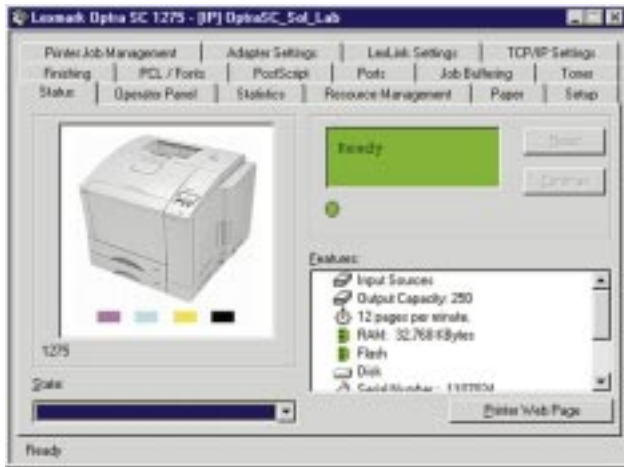 Lexmark Optra SC 1275 - [IP] OptraSC_Sol_Lab
Printer Job Management Adapter Settings LexLink Settings TCP/IP Settings
Finishing PCL / Fonts PostScript Ports Job Buffering Toner
Status Operator Panel Statistics Resource Management Paper Setup
Ready
Continue
Features:
Input Sources
Output Capacity: 250
12 pages per minute.
RAM: 32,768 KBytes
Flash
Disk
Serial Number:
1275
State:
Printer Web Page
Ready